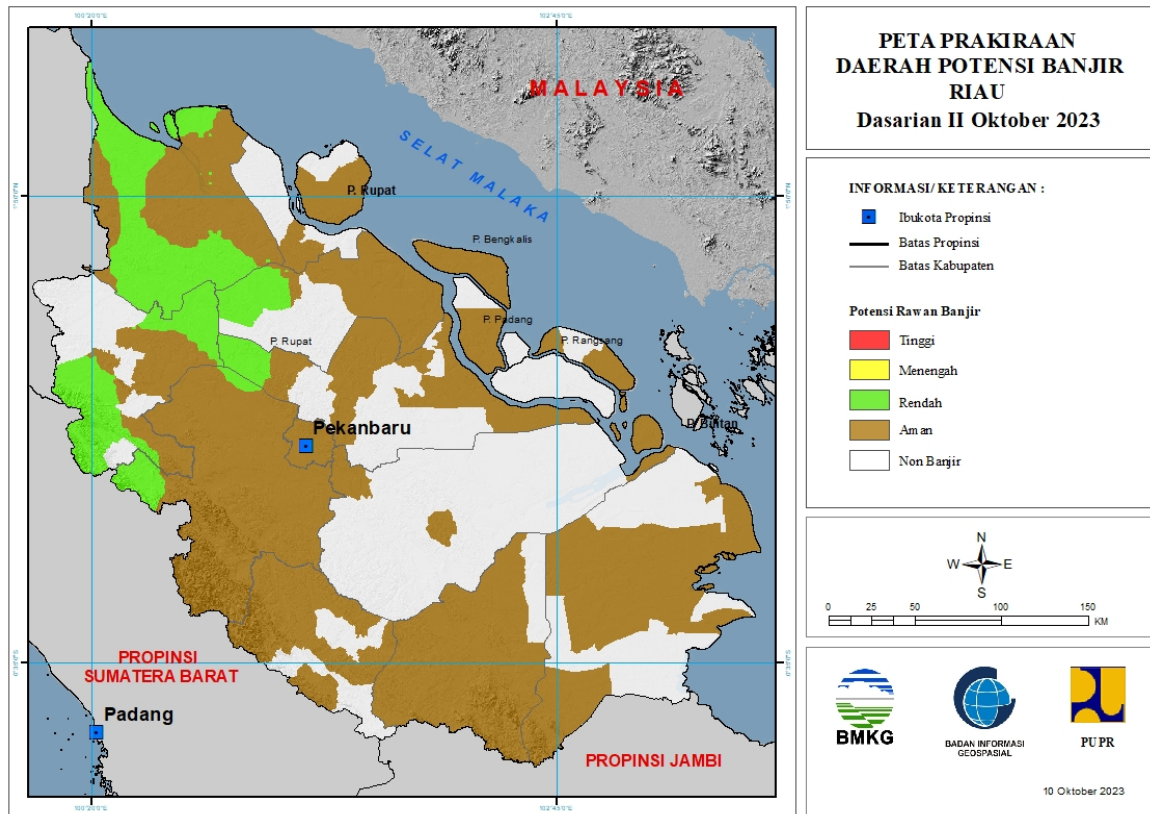 PETA PRAKIRAAN
DAERAH POTENSI BANJIR
RIAU
Dasarian II Oktober 2023
INFORMASI/ KETERANGAN :
Ibukota Propinsi
Batas Propinsi
Batas Kabupaten
Potensi Rawan Banjir
Tinggi
Menengah
Rendah
Aman
Non Banjir
N
W E
S
0 25 50 100 150
KM
BMKG
BADAN INFORMASI
GEOSPASIAL
PUPR
10 Oktober 2023
MALAYSIA
SELAT MALAKA
P. Rupat
P. Bengkalis
P. Padang
P. Rangsang
P. Rupat
P. Bintan
Pekanbaru
PROPINSI
SUMATERA BARAT
Padang
PROPINSI JAMBI